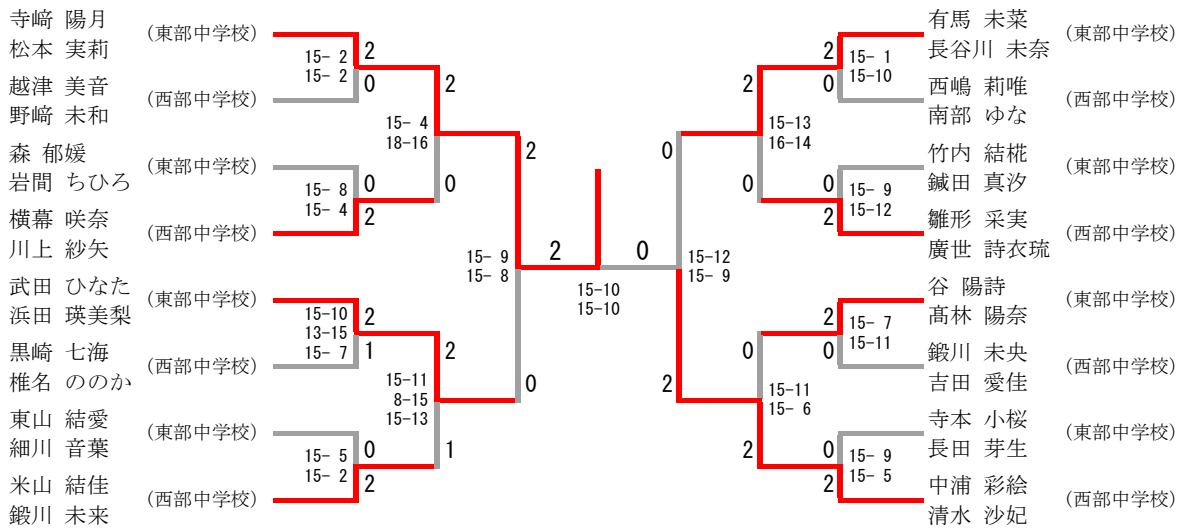 寺﨑 陽月
松本 実莉
(東部中学校)
越津 美音
野﨑 未和
(西部中学校)
森 郁媛
岩間 ちひろ
(東部中学校)
横幕 咲奈
川上 紗矢
(西部中学校)
武田 ひなた
浜田 瑛美梨
(東部中学校)
黒崎 七海
椎名 ののか
(西部中学校)
東山 結愛
細川 音葉
(東部中学校)
米山 結佳
鍛川 未来
(西部中学校)
15- 2
15- 2
2
0
15- 8
15- 4
0
2
15-10
13-15
15- 7
2
1
15- 5
15- 2
0
2
15- 4
18-16
2
0
15-11
8-15
15-13
2
1
15- 9
15- 8
2
0
2
0
15-10
15-10
15-12
15- 9
0
2
15-13
16-14
2
0
15-11
15- 6
0
2
15- 1
15-10
2
0
15- 9
15-12
0
2
15- 7
15-11
2
0
15- 9
15- 5
0
2
有馬 未菜
長谷川 未奈
(東部中学校)
西嶋 莉唯
南部 ゆな
(西部中学校)
竹内 結椛
鍼田 真汐
(東部中学校)
雛形 采実
廣世 詩衣琉
(西部中学校)
谷 陽詩
髙林 陽奈
(東部中学校)
鍛川 未央
吉田 愛佳
(西部中学校)
寺本 小桜
長田 芽生
(東部中学校)
中浦 彩絵
清水 沙妃
(西部中学校)